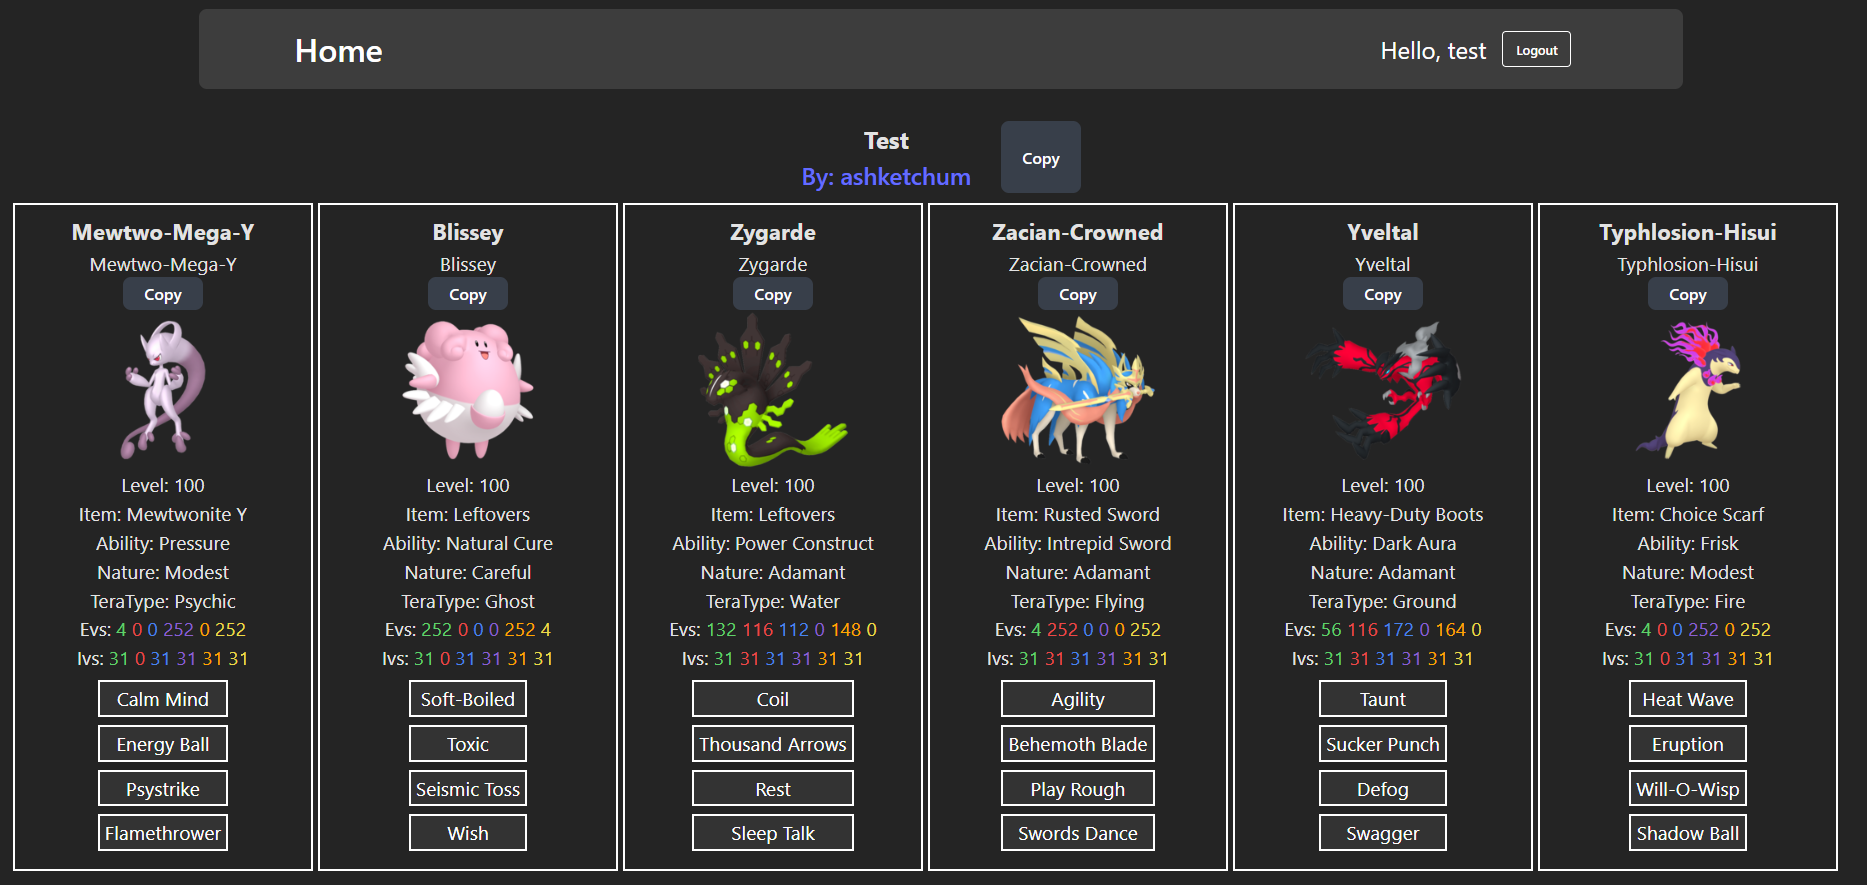 Home
Hello, test
Logout
Test
By: ashketchum
Copy
Mewtwo-Mega-Y
Mewtwo-Mega-Y
Copy
Level: 100
Item: Mewtwonite Y
Ability: Pressure
Nature: Modest
TeraType: Psychic
Evs: 4 0 0 252 0 252
Ivs: 31 0 31 31 31 31
Calm Mind
Energy Ball
Psystrike
Flamethrower
Blissey
Blissey
Copy
Level: 100
Item: Leftovers
Ability: Natural Cure
Nature: Careful
TeraType: Ghost
Evs: 252 0 0 0 252 4
Ivs: 31 0 31 31 31 31
Soft-Boiled
Toxic
Seismic Toss
Wish
Zygarde
Zygarde
Copy
Level: 100
Item: Leftovers
Ability: Power Construct
Nature: Adamant
TeraType: Water
Evs: 132 116 112 0 148 0
Ivs: 31 31 31 31 31 31
Coil
Thousand Arrows
Rest
Sleep Talk
Zacian-Crowned
Zacian-Crowned
Copy
Level: 100
Item: Rusted Sword
Ability: Intrepid Sword
Nature: Adamant
TeraType: Flying
Evs: 4 252 0 0 0 252
Ivs: 31 31 31 31 31 31
Agility
Behemoth Blade
Play Rough
Swords Dance
Yveltal
Yveltal
Copy
Level: 100
Item: Heavy-Duty Boots
Ability: Dark Aura
Nature: Adamant
TeraType: Ground
Evs: 56 116 172 0 164 0
Ivs: 31 31 31 31 31 31
Taunt
Sucker Punch
Defog
Swagger
Typhlosion-Hisui
Typhlosion-Hisui
Copy
Level: 100
Item: Choice Scarf
Ability: Frisk
Nature: Modest
TeraType: Fire
Evs: 4 0 0 252 0 252
Ivs: 31 0 31 31 31 31
Heat Wave
Eruption
Will-O-Wisp
Shadow Ball